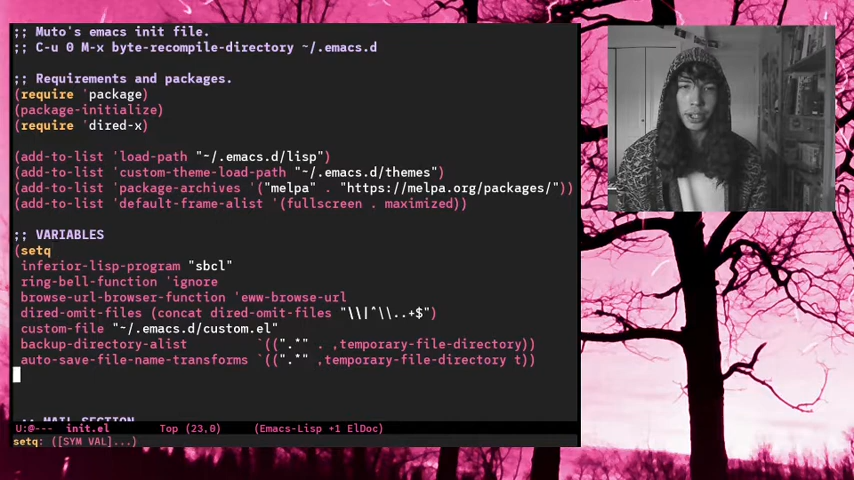 ;; Muto's emacs init file.
;; C-u 0 M-x byte-recompile-directory ~/.emacs.d
;; Requirements and packages.
(require 'package)
(package-initialize)
(require 'dired-x)
(add-to-list 'load-path "~/.emacs.d/lisp")
(add-to-list 'custom-theme-load-path "~/.emacs.d/themes")
(add-to-list 'package-archives '("melpa" . "https://melpa.org/packages/"))
(add-to-list 'default-frame-alist '(fullscreen . maximized))
;; VARIABLES
(setq
inferior-lisp-program "sbcl"
ring-bell-function 'ignore
browse-url-browser-function 'eww-browse-url
dired-omit-files (concat dired-omit-files "\\|^\\..+$")
custom-file "~/.emacs.d/custom.el"
backup-directory-alist `((".*" . ,temporary-file-directory))
auto-save-file-name-transforms `((".*" ,temporary-file-directory t))
;; MAIL SECTION
U:@--- init.el Top (23,0) (Emacs-Lisp +1 ElDoc)
setq: ([SYM VAL]...)